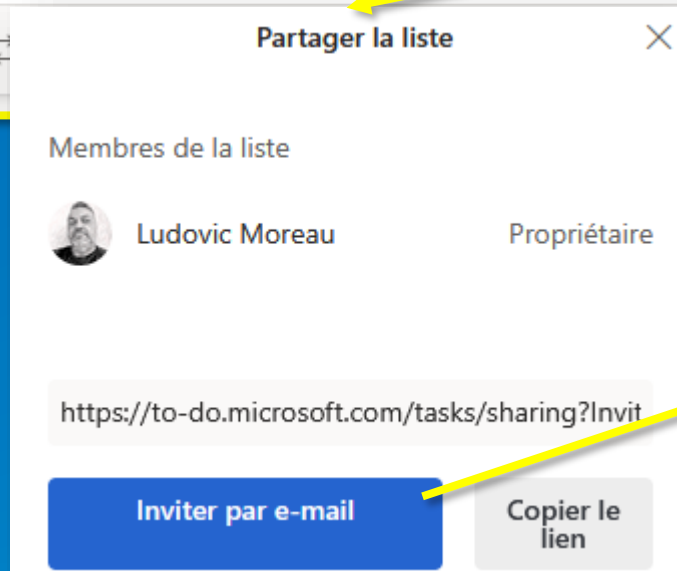 Partager la liste
Membres de la liste
Ludovic Moreau Propriétaire
https://to-do.microsoft.com/tasks/sharing?Invit
Inviter par e-mail
Copier le
lien